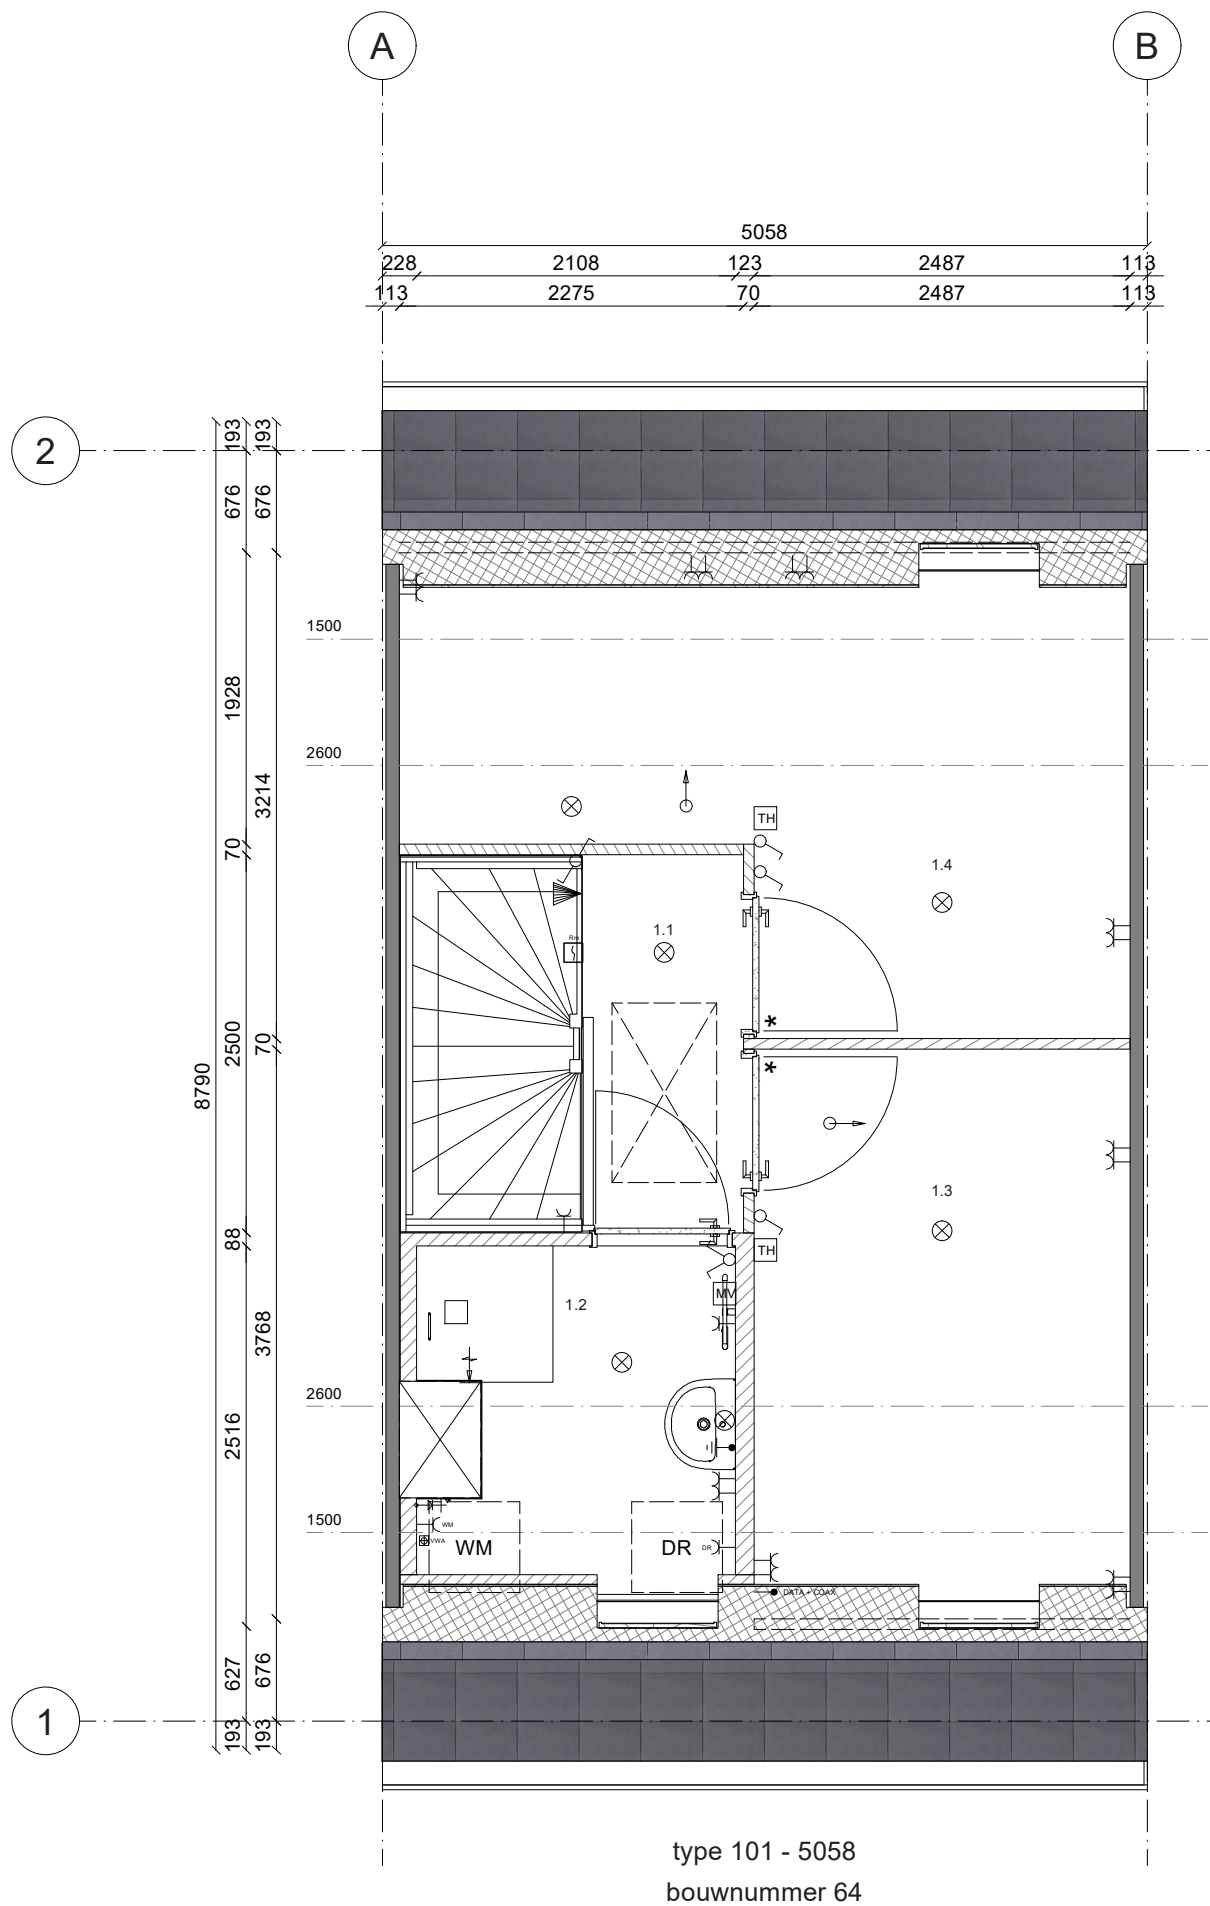 A B
5058
228 2108 123 2487 113
113 2275 70 2487 113
2
193 193
676 676
1500
1928
2600
3214
TH
70
1.4
1.1
Rm
*
2500 70
8790
*
1.3
88
TH
1.2
MV
3768
2600
2516
1500
WM
VWA
WM
DR
DR
DATA + COAX
627 676
1
193 193
type 101 - 5058
bouwnummer 64